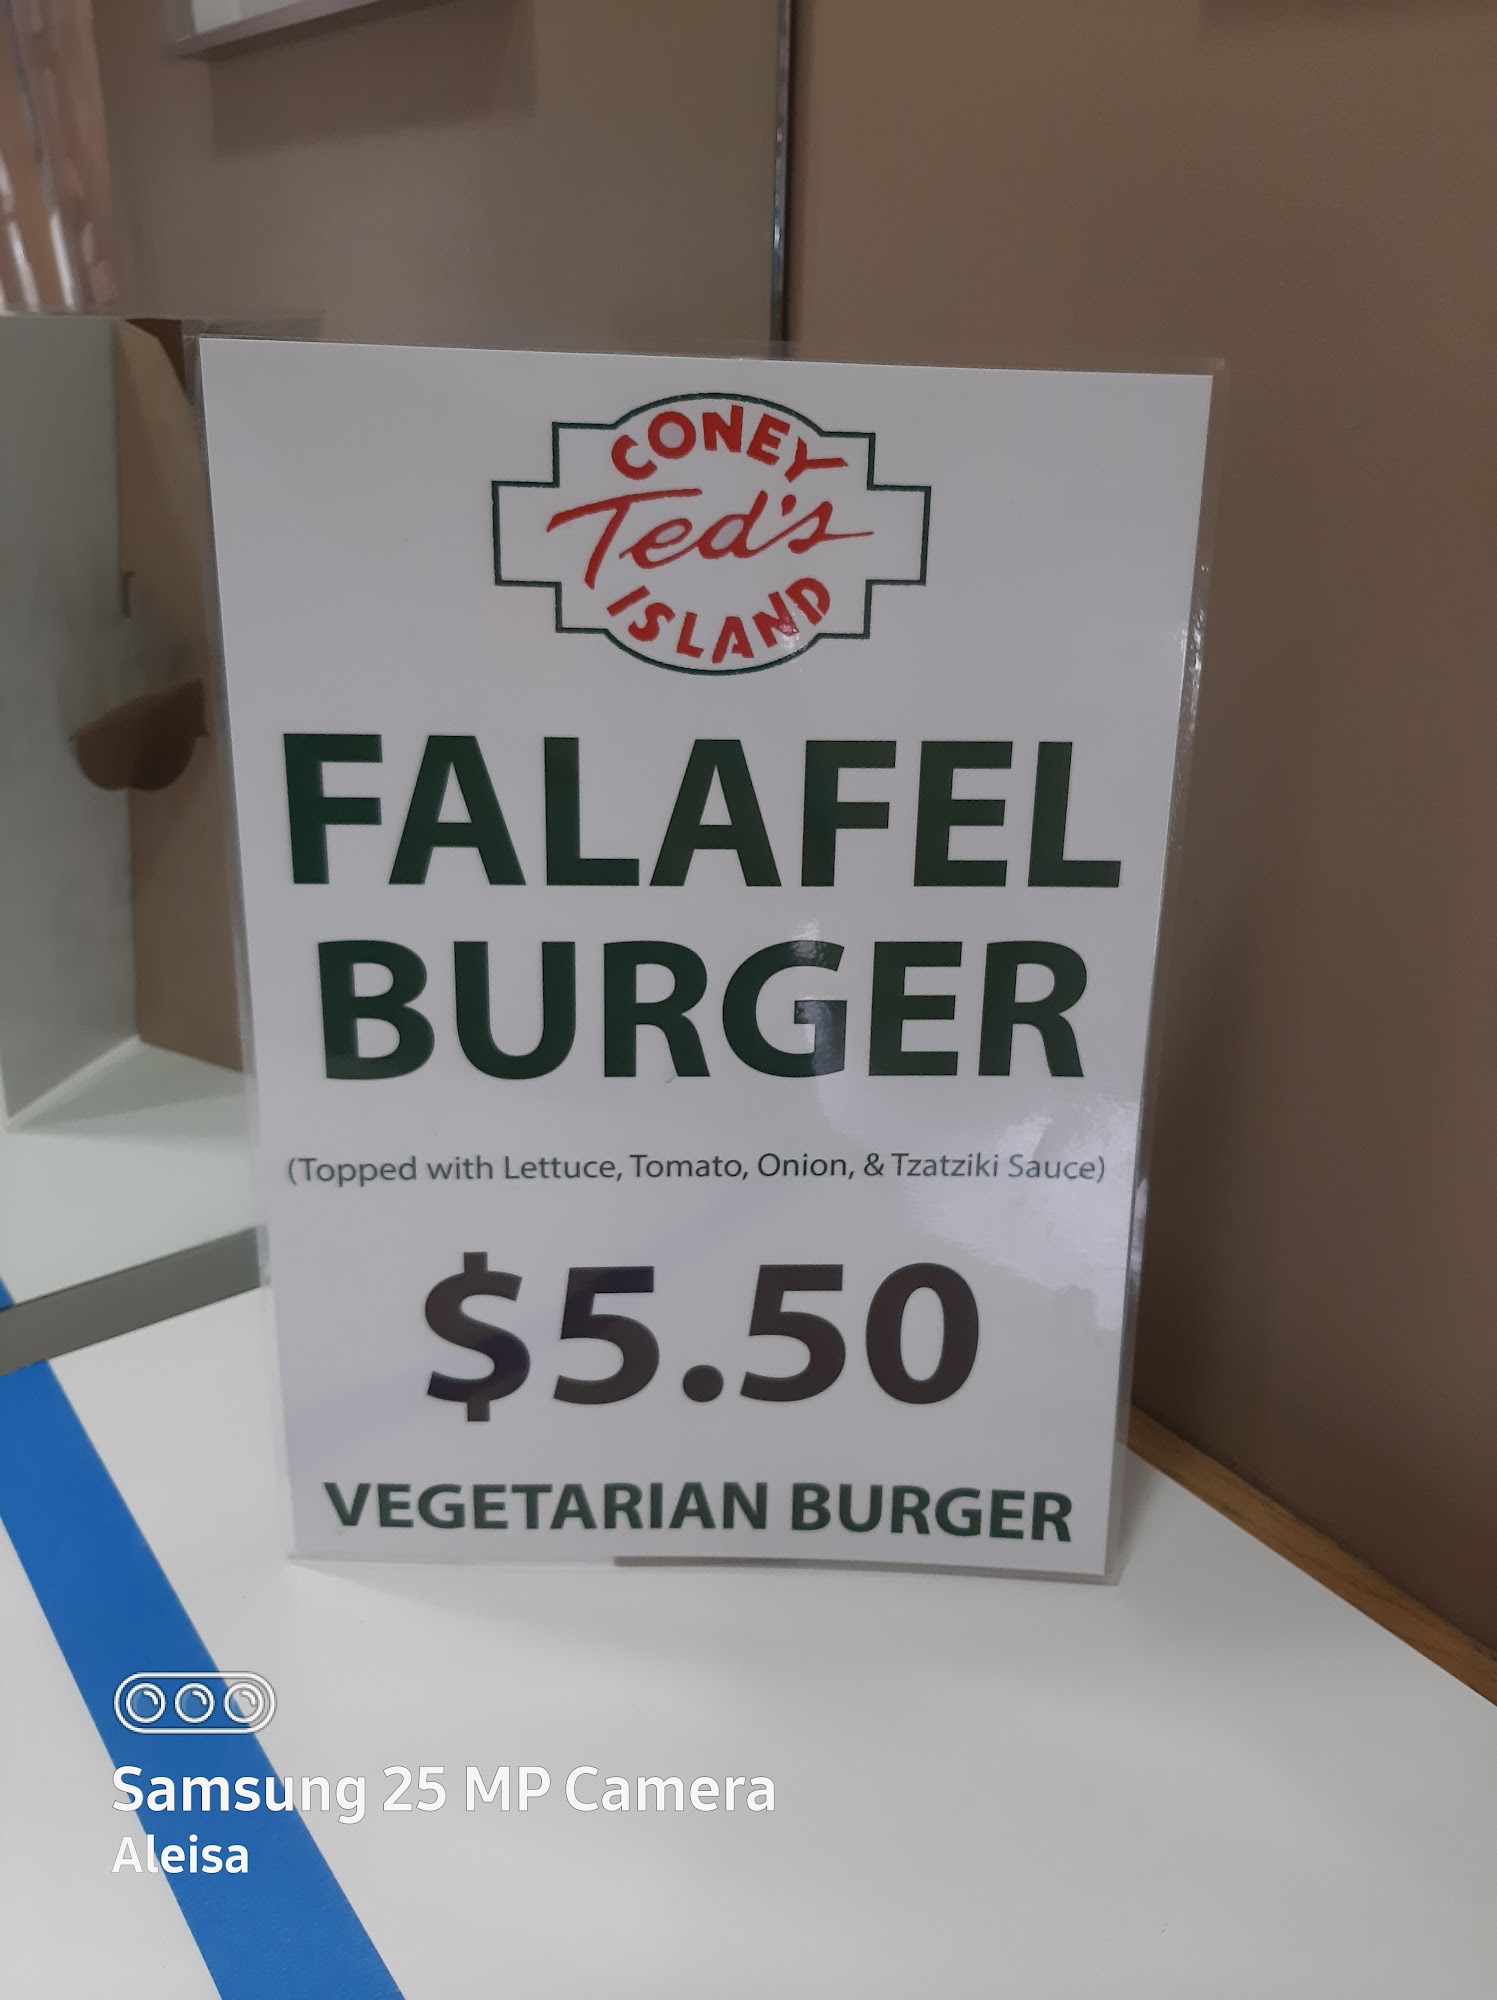 CONEY
Ted's
ISLAND
FALAFEL
BURGER
(Topped with Lettuce, Tomato, Onion, & Tzatziki Sauce)
$5.50
VEGETARIAN BURGER
Samsung 25 MP Camera
Aleisa